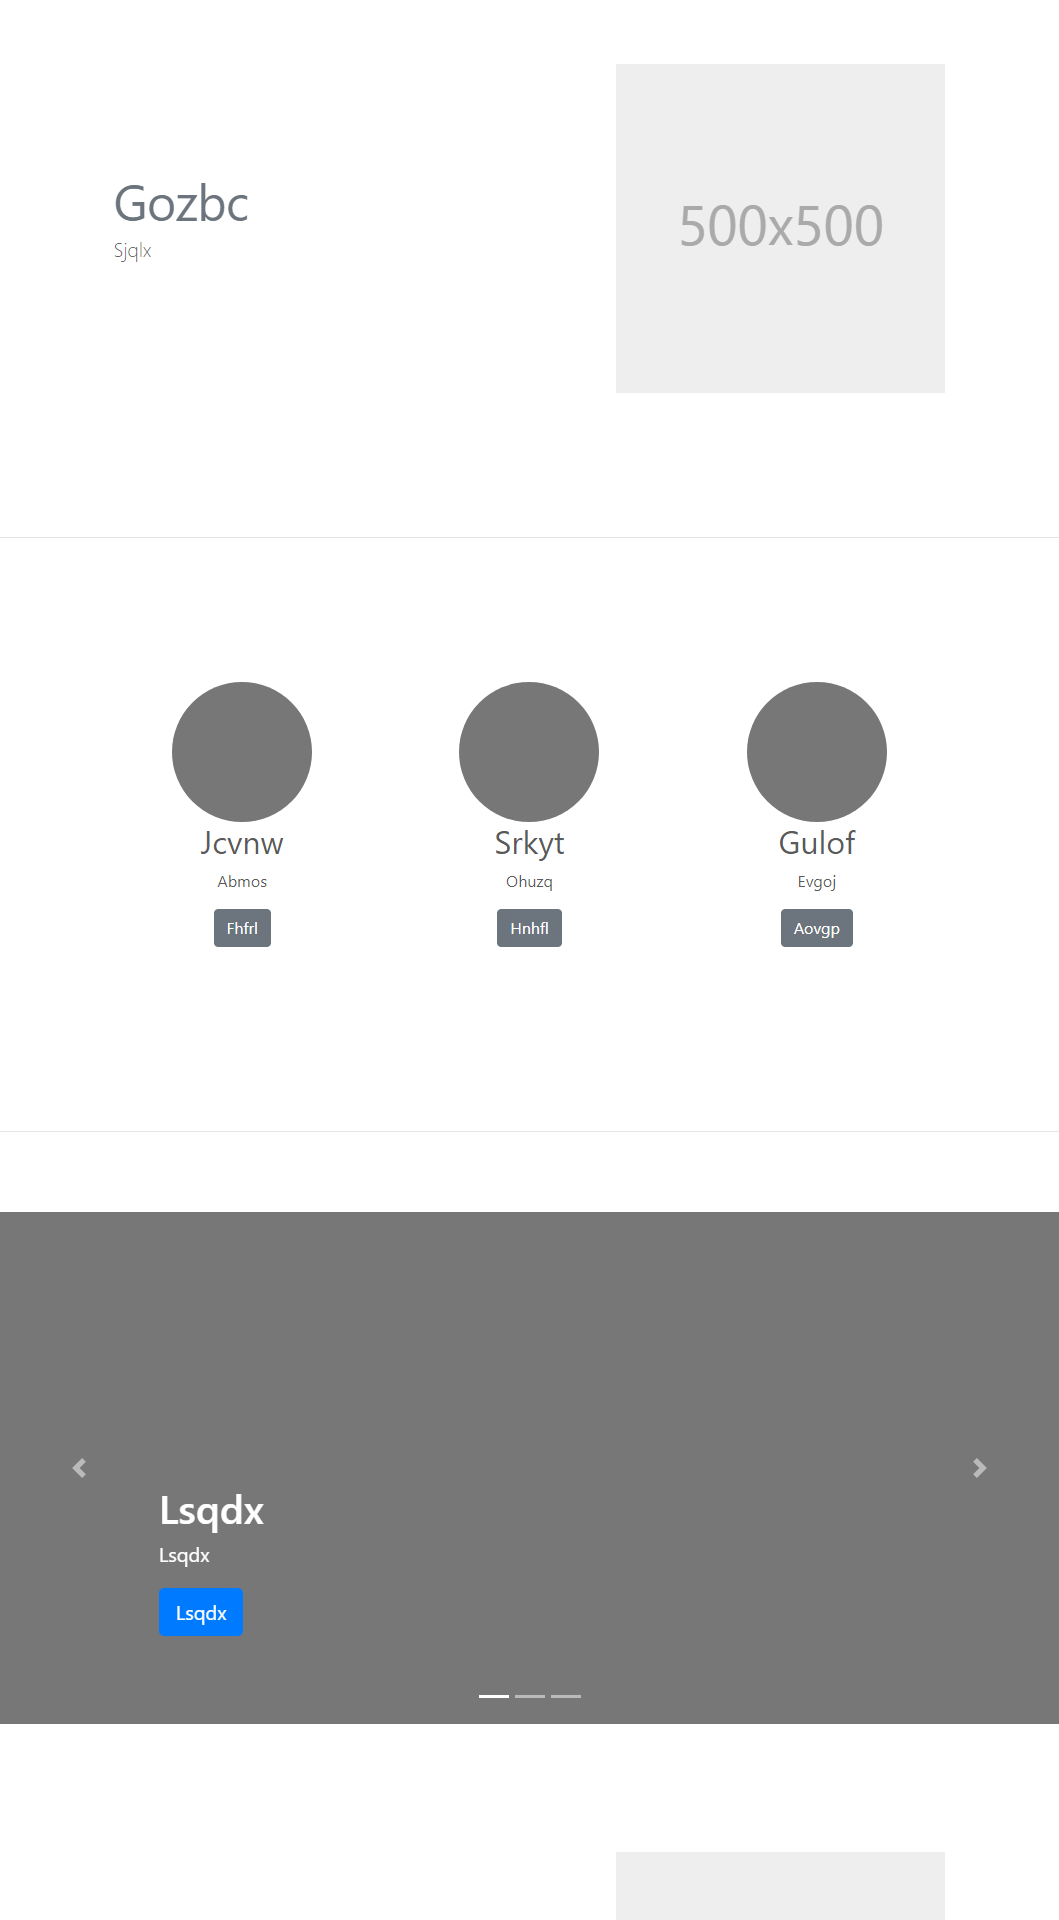 Gozbc
Sjqlx
500x500
Jcvnw
Srkyt
Gulof
Abmos
Ohuzq
Evgoj
Fhfrl
Hnhfl
Aovgp
Lsqdx
Lsqdx
Lsqdx